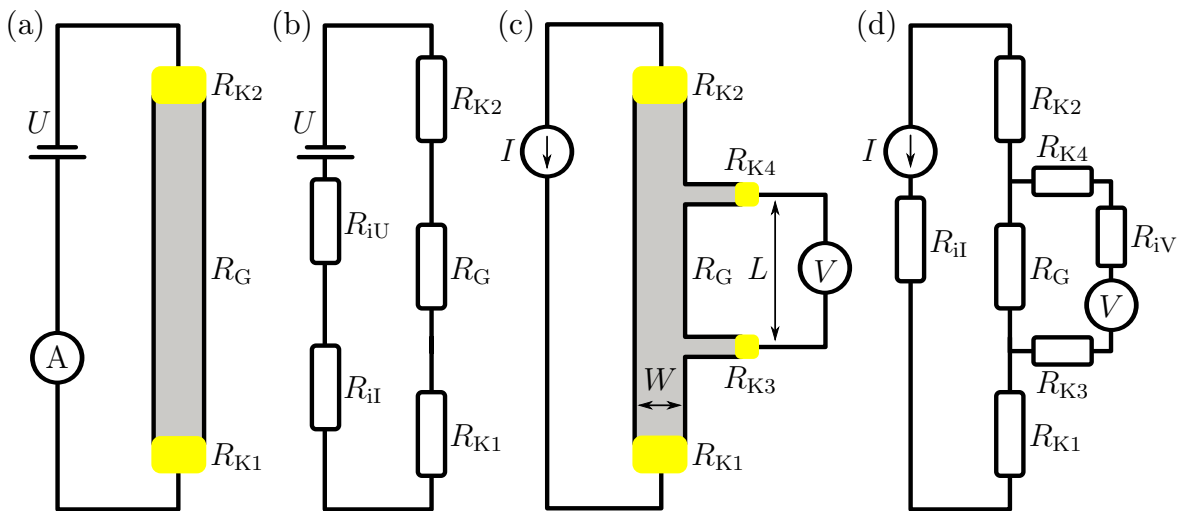 (a)
U
A
R_K2
R_G
R_K1
(b)
U
R_iU
R_iI
R_K2
R_G
R_K1
(c)
I
W
R_K2
R_K4
R_G
L
V
R_K3
R_K1
(d)
I
R_iI
R_K2
R_K4
R_G
R_iV
V
R_K3
R_K1